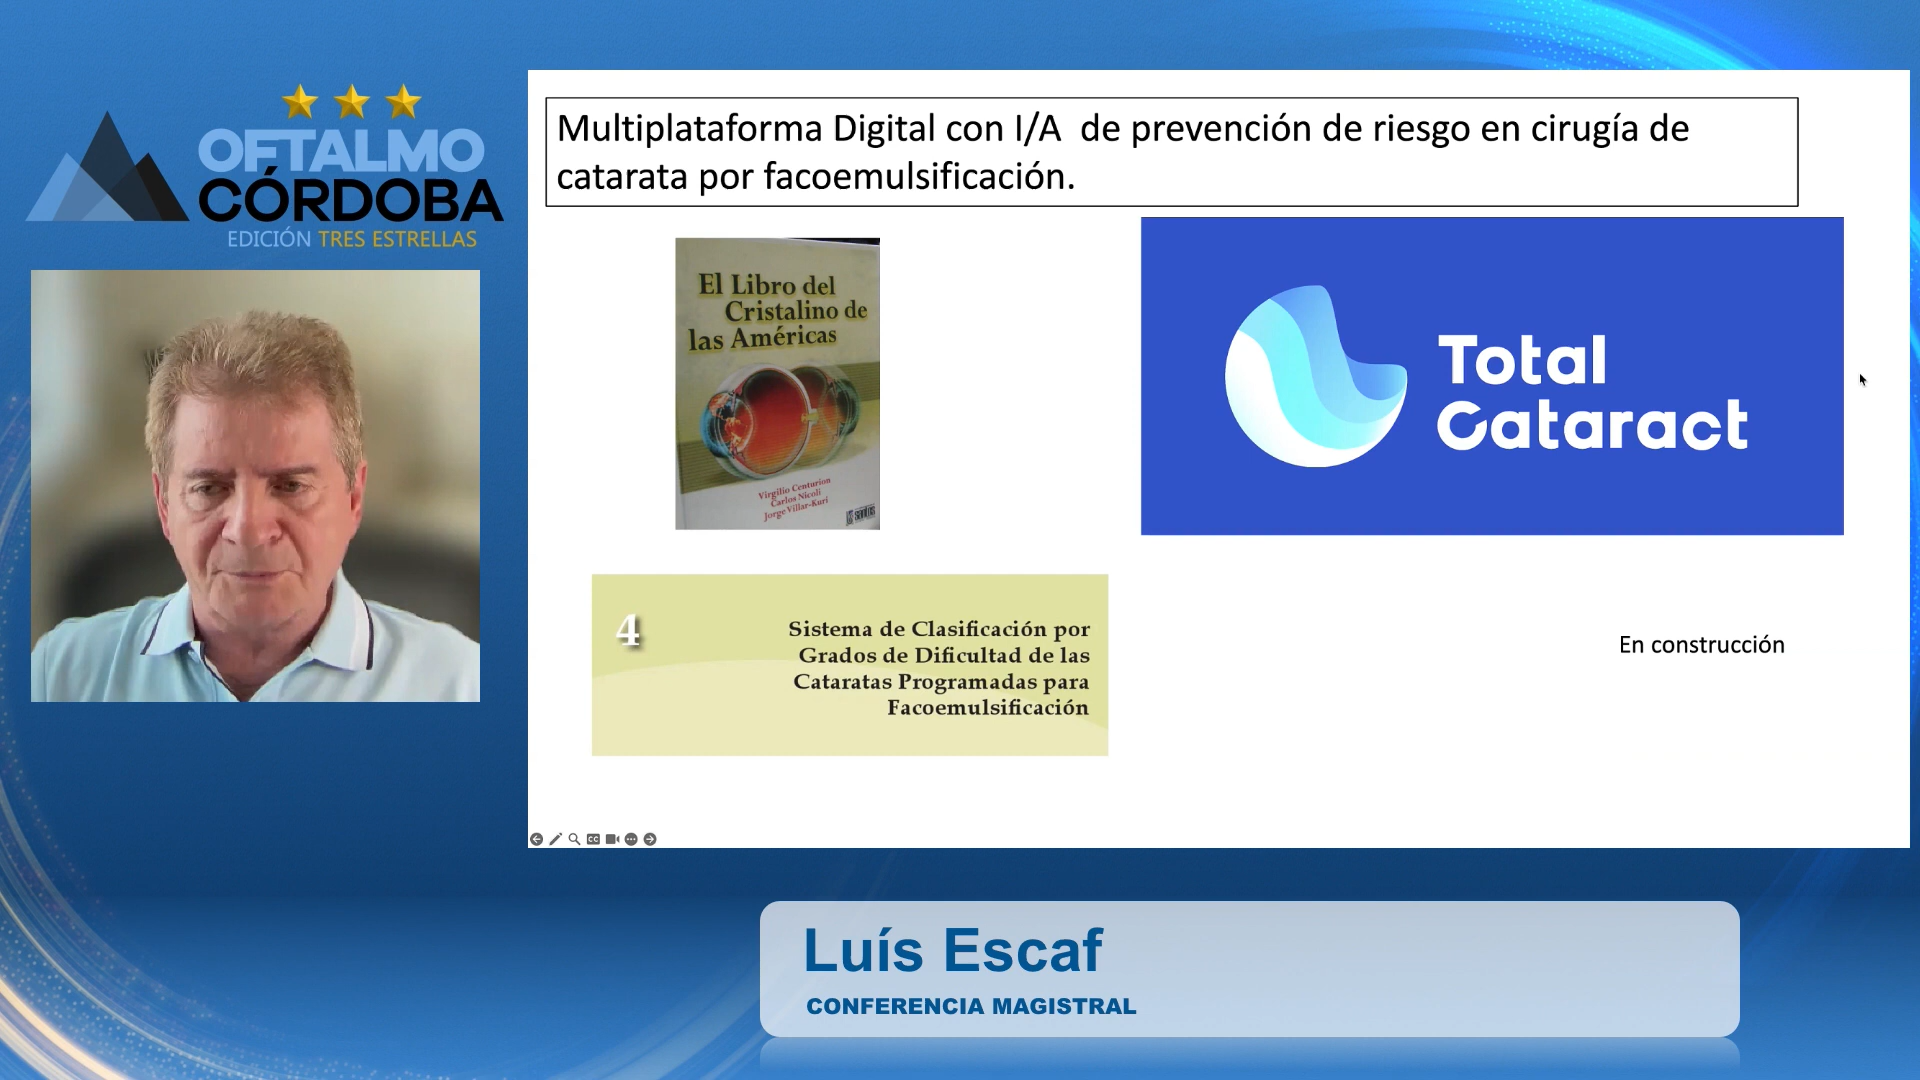 OFTALMO
CÓRDOBA
EDICIÓN TRES ESTRELLAS
Multiplataforma Digital con I/A de prevención de riesgo en cirugía de
catarata por facoemulsificación.
El Libro del
Cristalino de
las Américas
Virgilio Centurion
Carlos Nicoli
Jorge Villar-Kuri
Total
Cataract
4
Sistema de Clasificación por
Grados de Dificultad de las
Cataratas Programadas para
Facoemulsificación
En construcción
CC
Luís Escaf
CONFERENCIA MAGISTRAL